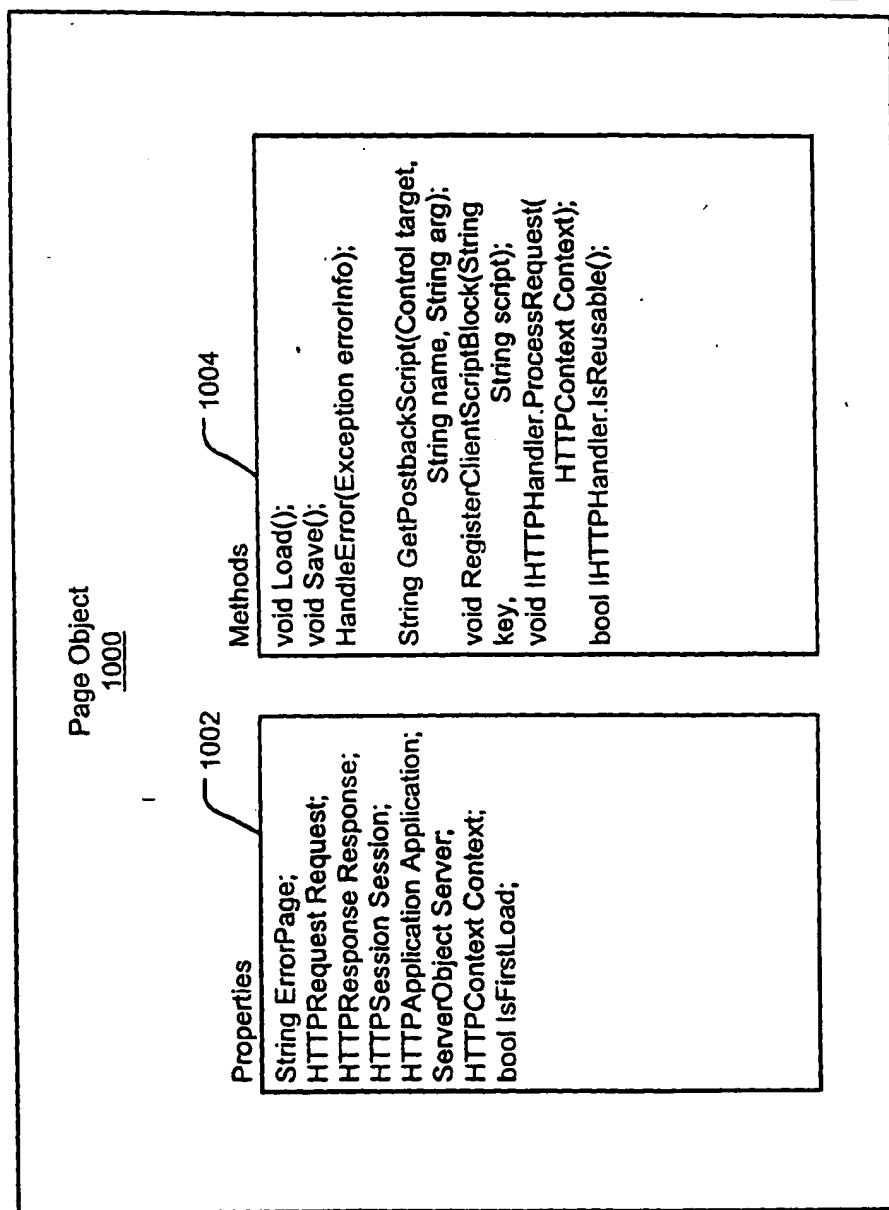 Page Object
1000
Properties
1002
String ErrorPage;
HTTPRequest Request;
HTTPResponse Response;
HTTPSession Session;
HTTPApplication Application;
ServerObject Server;
HTTPContext Context;
bool IsFirstLoad;
Methods
1004
void Load();
void Save();
HandleError(Exception errorInfo);
String GetPostbackScript(Control target,
String name, String arg);
void RegisterClientScriptBlock(String
key,
String script);
void IHTTPHandler.ProcessRequest(
HTTPContext Context);
bool IHTTPHandler.IsReusable();